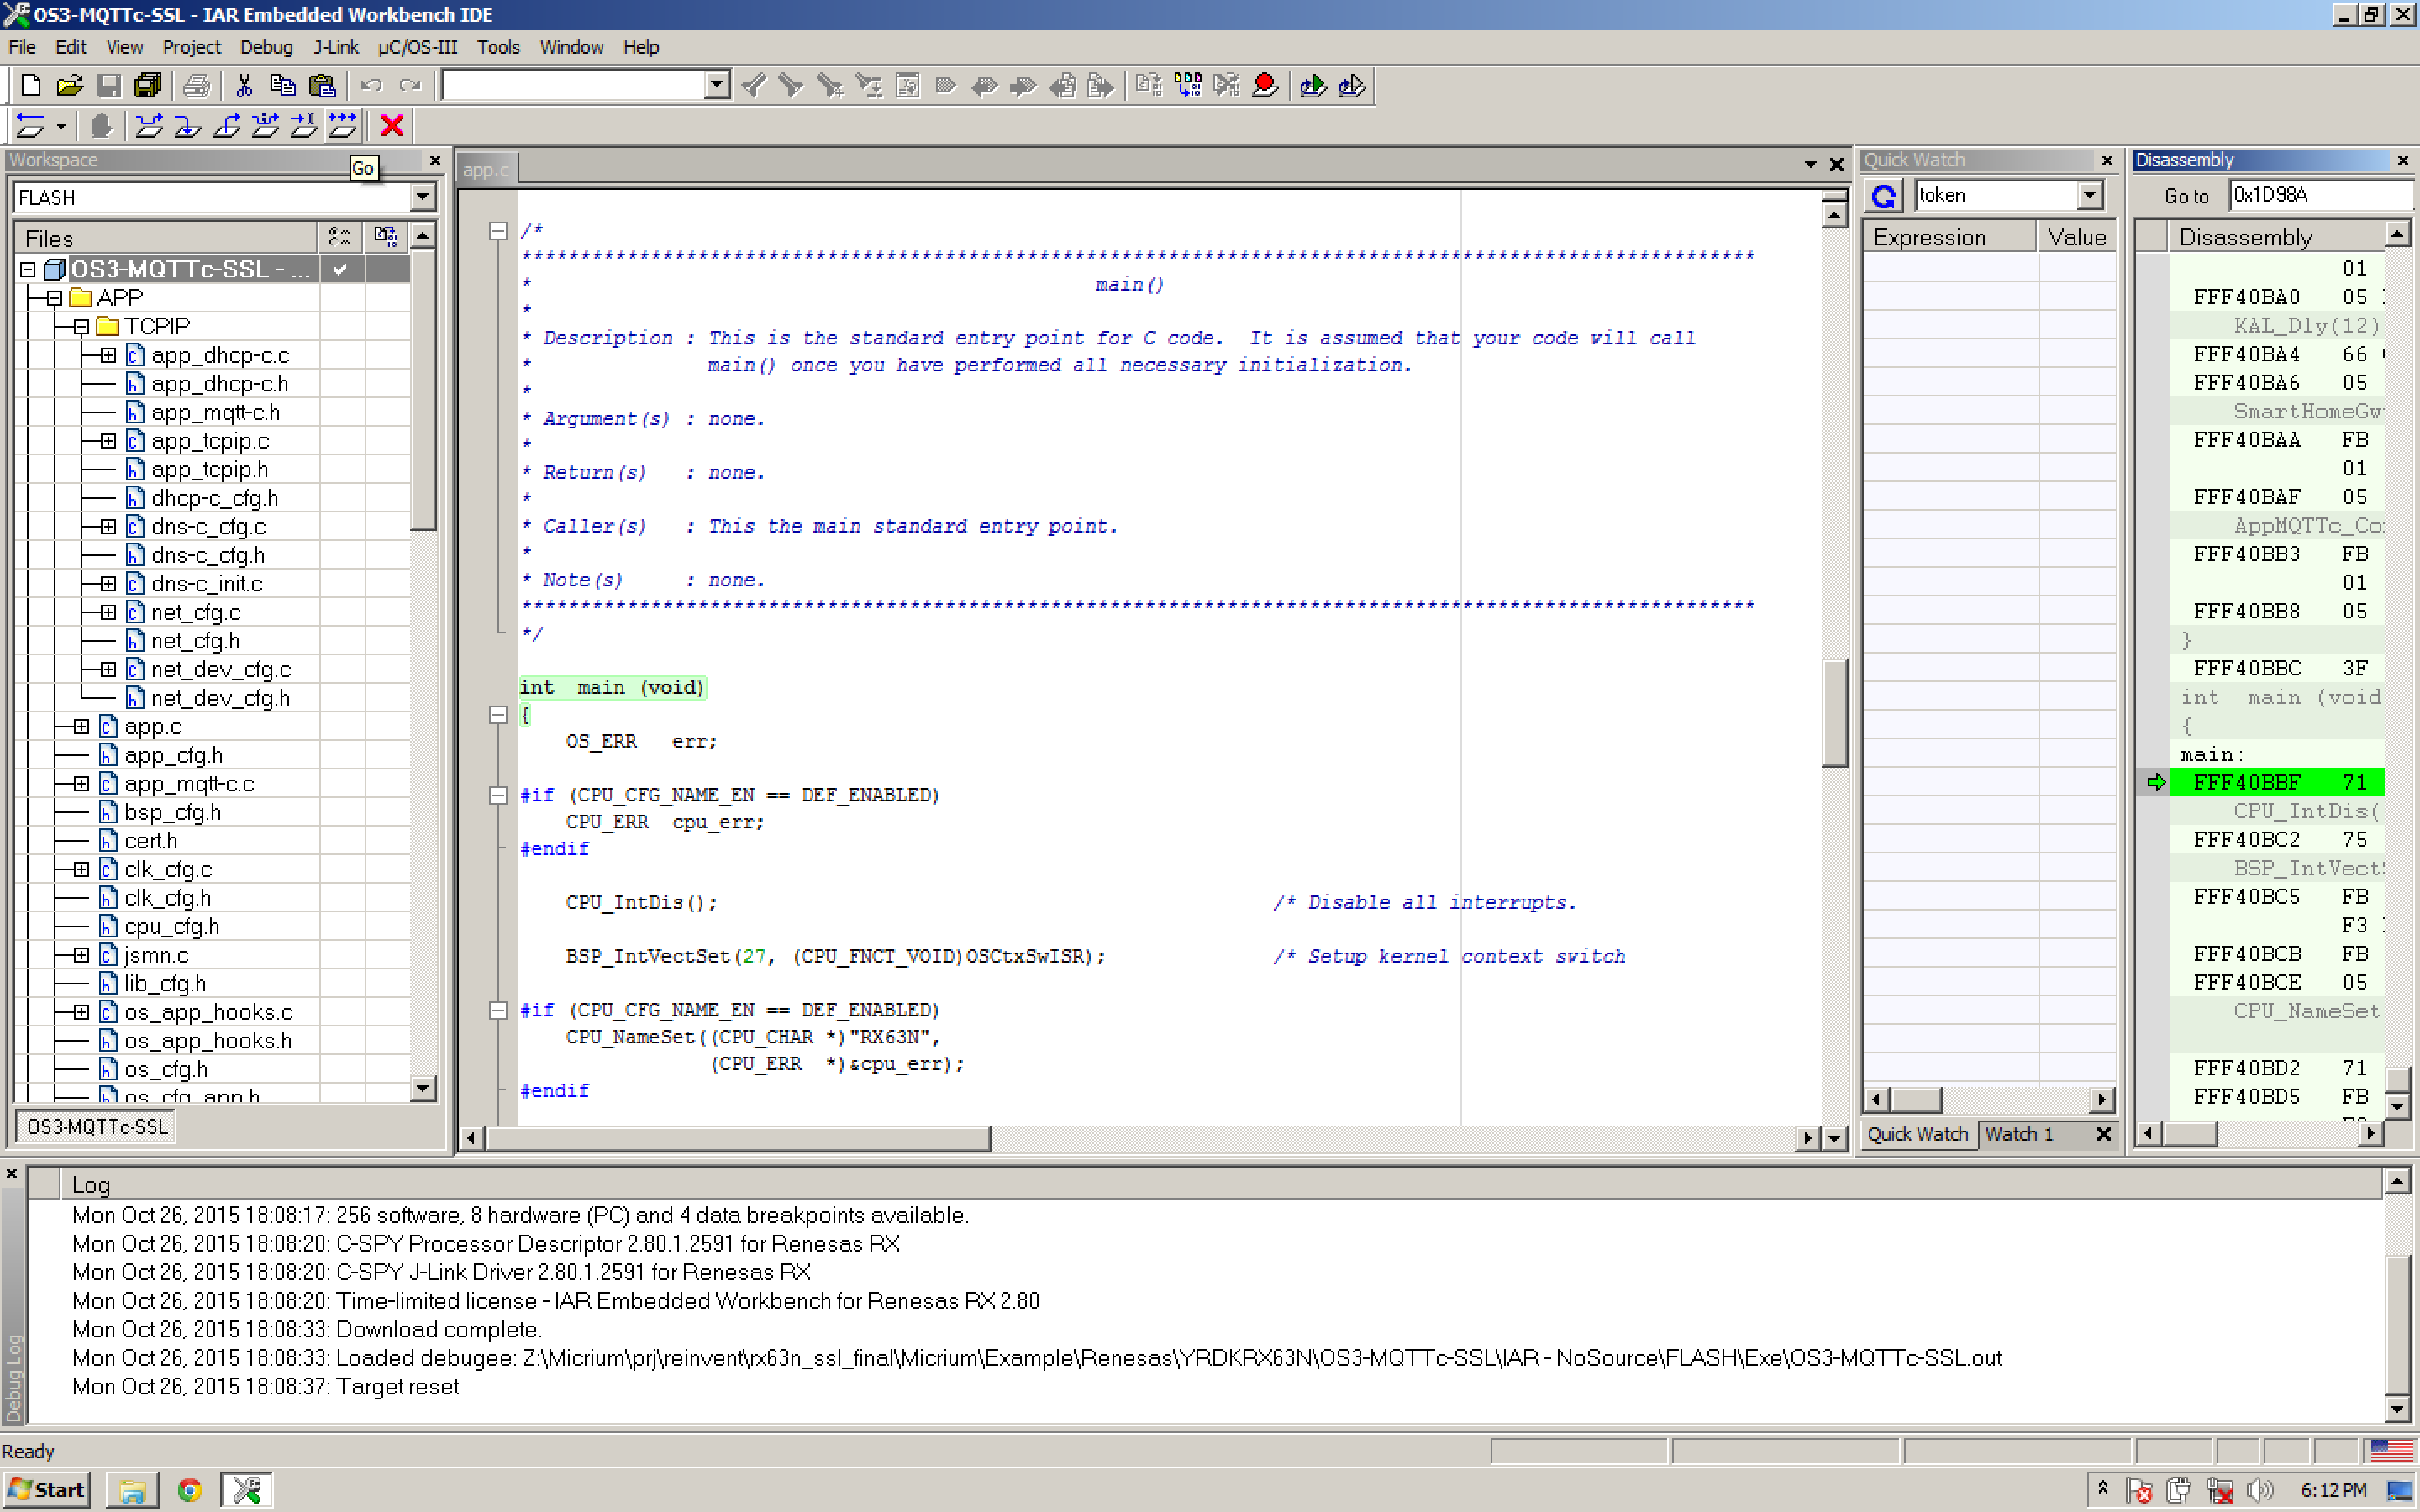 OS3-MQTTc-SSL - IAR Embedded Workbench IDE
File Edit View Project Debug J-Link µC/OS-III Tools Window Help
Workspace
Go
FLASH
Files
OS3-MQTTc-SSL - ...
APP
TCPIP
app_dhcp-c.c
app_dhcp-c.h
app_mqtt-c.h
app_tcpip.c
app_tcpip.h
dhcp-c_cfg.h
dns-c_cfg.c
dns-c_cfg.h
dns-c_init.c
net_cfg.c
net_cfg.h
net_dev_cfg.c
net_dev_cfg.h
app.c
app_cfg.h
app_mqtt-c.c
bsp_cfg.h
cert.h
clk_cfg.c
clk_cfg.h
cpu_cfg.h
jsmn.c
lib_cfg.h
os_app_hooks.c
os_app_hooks.h
os_cfg.h
os_cfg_app.h
OS3-MQTTc-SSL
app.c
/*
*********************************************************************************************************
* main()
*
* Description : This is the standard entry point for C code. It is assumed that your code will call
* main() once you have performed all necessary initialization.
*
* Argument(s) : none.
*
* Return(s) : none.
*
* Caller(s) : This the main standard entry point.
*
* Note(s) : none.
*********************************************************************************************************
*/
int main (void)
{
OS_ERR err;
#if (CPU_CFG_NAME_EN == DEF_ENABLED)
CPU_ERR cpu_err;
#endif
CPU_IntDis(); /* Disable all interrupts.
BSP_IntVectSet(27, (CPU_FNCT_VOID)OSCtxSwISR); /* Setup kernel context switch
#if (CPU_CFG_NAME_EN == DEF_ENABLED)
CPU_NameSet((CPU_CHAR *)"RX63N",
(CPU_ERR *)&cpu_err);
#endif
Quick Watch
token
Expression Value
Quick Watch Watch 1
Disassembly
Go to 0x1D98A
Disassembly
01
FFF40BA0 05
KAL_Dly(12)
FFF40BA4 66
FFF40BA6 05
SmartHomeGw
FFF40BAA FB
01
FFF40BAF 05
AppMQTTc_Co
FFF40BB3 FB
01
FFF40BB8 05
}
FFF40BBC 3F
int main (void
{
main:
FFF40BBF 71
CPU_IntDis(
FFF40BC2 75
BSP_IntVect
FFF40BC5 FB
F3
FFF40BCB FB
FFF40BCE 05
CPU_NameSet
FFF40BD2 71
FFF40BD5 FB
Debug Log
Log
Mon Oct 26, 2015 18:08:17: 256 software, 8 hardware (PC) and 4 data breakpoints available.
Mon Oct 26, 2015 18:08:20: C-SPY Processor Descriptor 2.80.1.2591 for Renesas RX
Mon Oct 26, 2015 18:08:20: C-SPY J-Link Driver 2.80.1.2591 for Renesas RX
Mon Oct 26, 2015 18:08:20: Time-limited license - IAR Embedded Workbench for Renesas RX 2.80
Mon Oct 26, 2015 18:08:33: Download complete.
Mon Oct 26, 2015 18:08:33: Loaded debugee: Z:\Micrium\prj\reinvent\rx63n_ssl_final\Micrium\Example\Renesas\YRDKRX63N\OS3-MQTTc-SSL\IAR - NoSource\FLASH\Exe\OS3-MQTTc-SSL.out
Mon Oct 26, 2015 18:08:37: Target reset
Ready
Start
6:12 PM